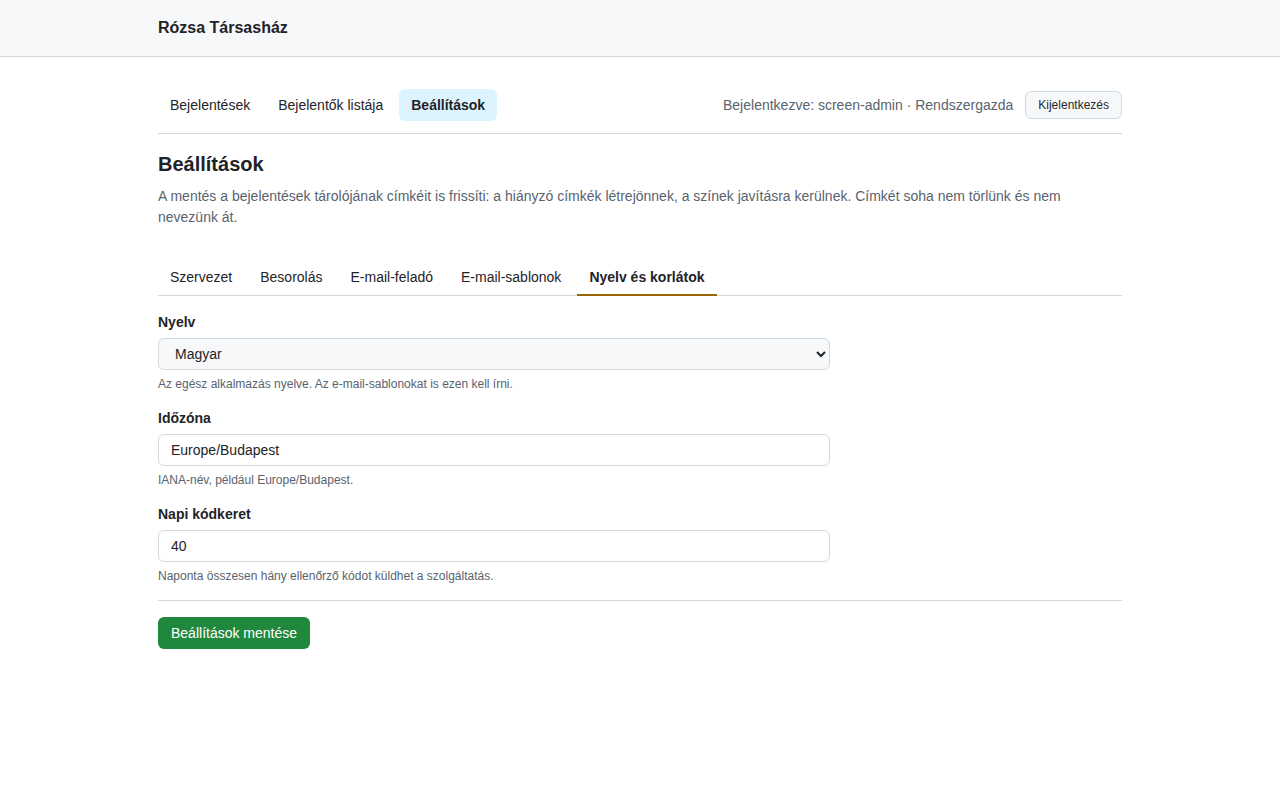 Rózsa Társasház
Bejelentések
Bejelentők listája
Beállítások
Bejelentkezve: screen-admin · Rendszergazda
Kijelentkezés
Beállítások
A mentés a bejelentések tárolójának címkéit is frissíti: a hiányzó címkék létrejönnek, a színek javításra kerülnek. Címkét soha nem törlünk és nem
nevezünk át.
Szervezet
Besorolás
E-mail-feladó
E-mail-sablonok
Nyelv és korlátok
Nyelv
Magyar
Az egész alkalmazás nyelve. Az e-mail-sablonokat is ezen kell írni.
Időzóna
Europe/Budapest
IANA-név, például Europe/Budapest.
Napi kódkeret
40
Naponta összesen hány ellenőrző kódot küldhet a szolgáltatás.
Beállítások mentése